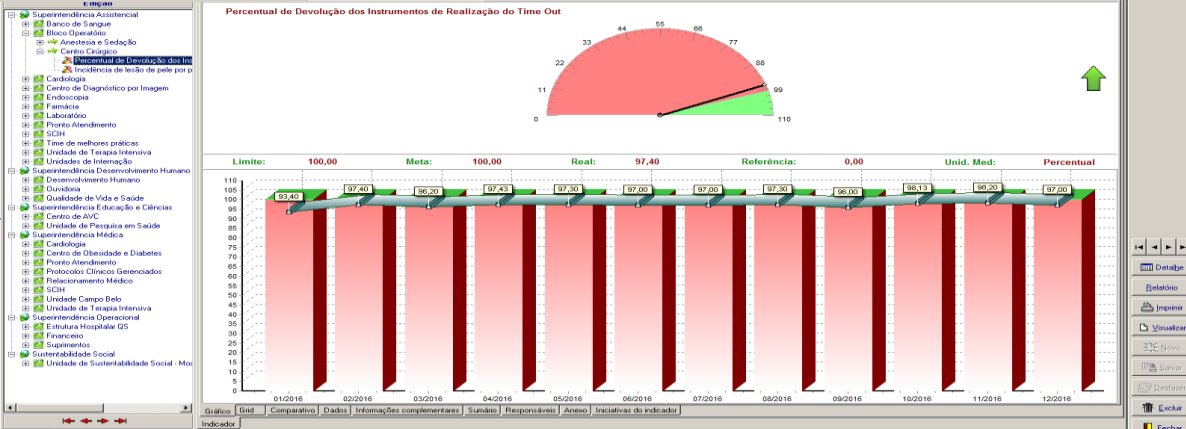 Edição
Superintendência Assistencial
Banco de Sangue
Bloco Operatório
Anestesia e Sedação
Centro Cirúrgico
Percentual de Devolução dos Ins
Incidência de lesão de pele por p
Cardiologia
Centro de Diagnóstico por Imagem
Endoscopia
Farmácia
Laboratório
Pronto Atendimento
SCIH
Time de melhores práticas
Unidade de Terapia Intensiva
Unidades de Internação
Superintendência Desenvolvimento Humano
Desenvolvimento Humano
Ouvidoria
Qualidade de Vida e Saúde
Superintendência Educação e Ciências
Centro de AVC
Unidade de Pesquisa em Saúde
Superintendência Médica
Cardiologia
Centro de Obesidade e Diabetes
Pronto Atendimento
Protocolos Clínicos Gerenciados
Relacionamento Médico
SCIH
Unidade Campo Belo
Unidade de Terapia Intensiva
Superintendência Operacional
Estrutura Hospitalar QS
Financeiro
Suprimentos
Sustentabilidade Social
Unidade de Sustentabilidade Social - Mo
Percentual de Devolução dos Instrumentos de Realização do Time Out
0 11 22 33 44 55 66 77 88 99 110
Limite: 100,00 Meta: 100,00 Real: 97,40 Referência: 0,00 Unid. Med: Percentual
110
105
100
95
90
85
80
75
70
65
60
55
50
45
40
35
30
25
20
15
10
5
0
93,40 97,40 96,20 97,43 97,30 97,00 97,00 97,30 96,00 98,13 98,20 97,00
01/2016 02/2016 03/2016 04/2016 05/2016 06/2016 07/2016 08/2016 09/2016 10/2016 11/2016 12/2016
Gráfico Grid Comparativo Dados Informações complementares Sumário Responsáveis Anexo Iniciativas do indicador
Indicador
Detalhe
Relatório
Imprimir
Visualizar
Novo
Salvar
Desfazer
Excluir
Fechar